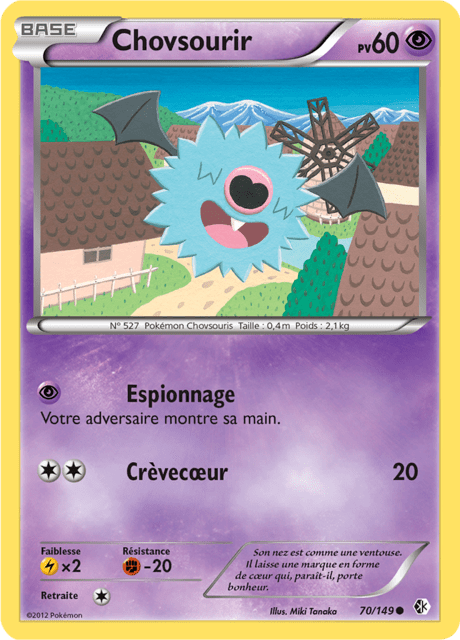 BASE Chovsourir PV60
N° 527 Pokémon Chovsouris Taille : 0,4m Poids : 2,1kg
Espionnage
Votre adversaire montre sa main.
Crèvecœur 20
Faiblesse Résistance
×2 -20
Retraite
Son nez est comme une ventouse.
Il laisse une marque en forme
de cœur qui, paraît-il, porte
bonheur.
©2012 Pokémon Illus. Miki Tanaka 70/149